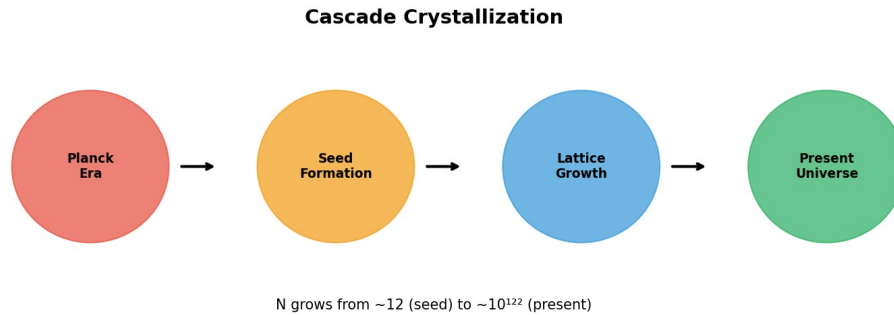 Cascade Crystallization
Planck
Era
Seed
Formation
Lattice
Growth
Present
Universe
N grows from ~12 (seed) to ~10¹²² (present)